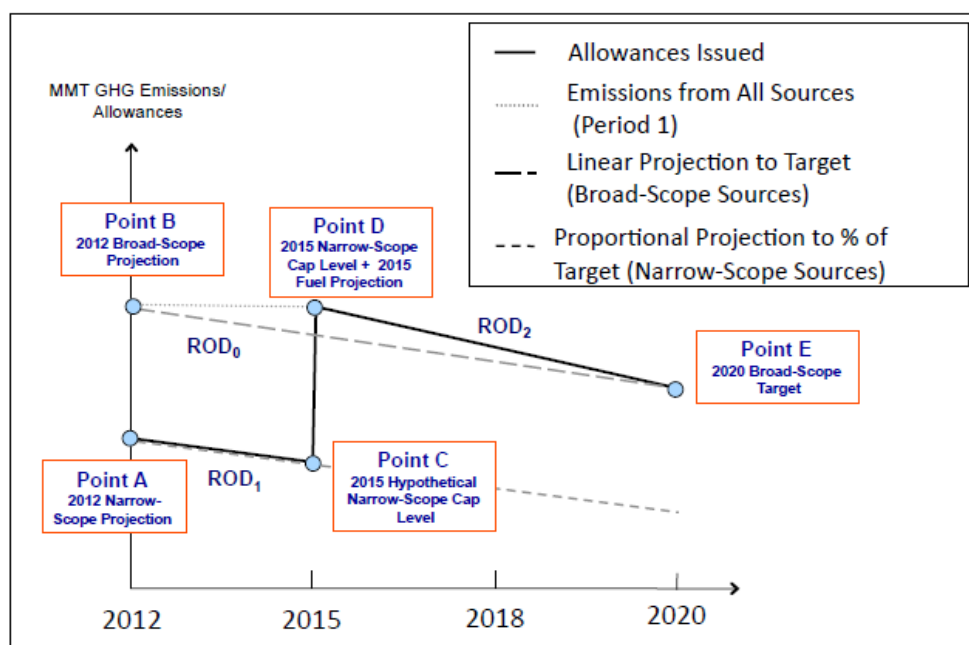 Allowances Issued
Emissions from All Sources
(Period 1)
Linear Projection to Target
(Broad-Scope Sources)
Proportional Projection to % of
Target (Narrow-Scope Sources)
MMT GHG Emissions/
Allowances
Point B
2012 Broad-Scope
Projection
Point D
2015 Narrow-Scope
Cap Level + 2015
Fuel Projection
ROD0
ROD2
Point E
2020 Broad-Scope
Target
Point A
2012 Narrow-
Scope Projection
ROD1
Point C
2015 Hypothetical
Narrow-Scope Cap
Level
2012
2015
2018
2020